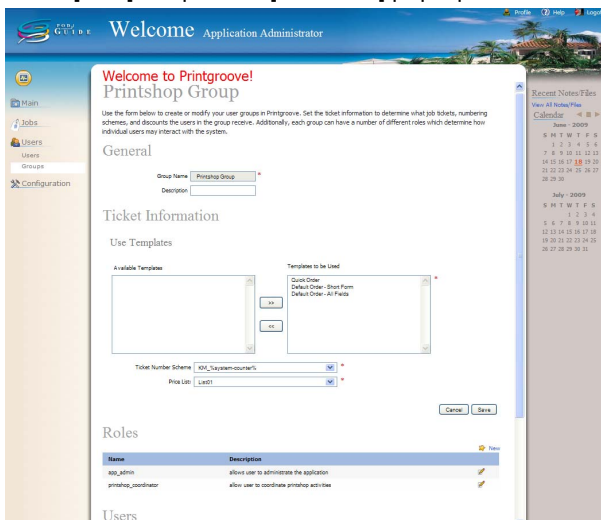 Profile Help Logout
GUIDE
Welcome Application Administrator
Main
Jobs
Users
Users
Groups
Configuration
Welcome to Printgroove!
Printshop Group
Use the form below to create or modify your user groups in Printgroove. Set the ticket information to determine what job tickets, numbering
schemes, and discounts the users in the group receive. Additionally, each group can have a number of different roles which determine how
individual users may interact with the system.
General
Group Name Printshop Group *
Description
Ticket Information
Use Templates
Available Templates
Templates to be Used
Quick Order
Default Order - Short Form
Default Order - All Fields
*
>>
<<
Ticket Number Scheme KM_%system-counter% *
Price List: List01 *
Cancel Save
Roles
New
Name Description
app_admin allows user to administrate the application
printshop_coordinator allow user to coordinate printshop activities
Users
Recent Notes/Files
View All Notes/Files
Calendar
June - 2009
S M T W T F S
1 2 3 4 5 6
7 8 9 10 11 12 13
14 15 16 17 18 19 20
21 22 23 24 25 26 27
28 29 30
July - 2009
S M T W T F S
1 2 3 4
5 6 7 8 9 10 11
12 13 14 15 16 17 18
19 20 21 22 23 24 25
26 27 28 29 30 31